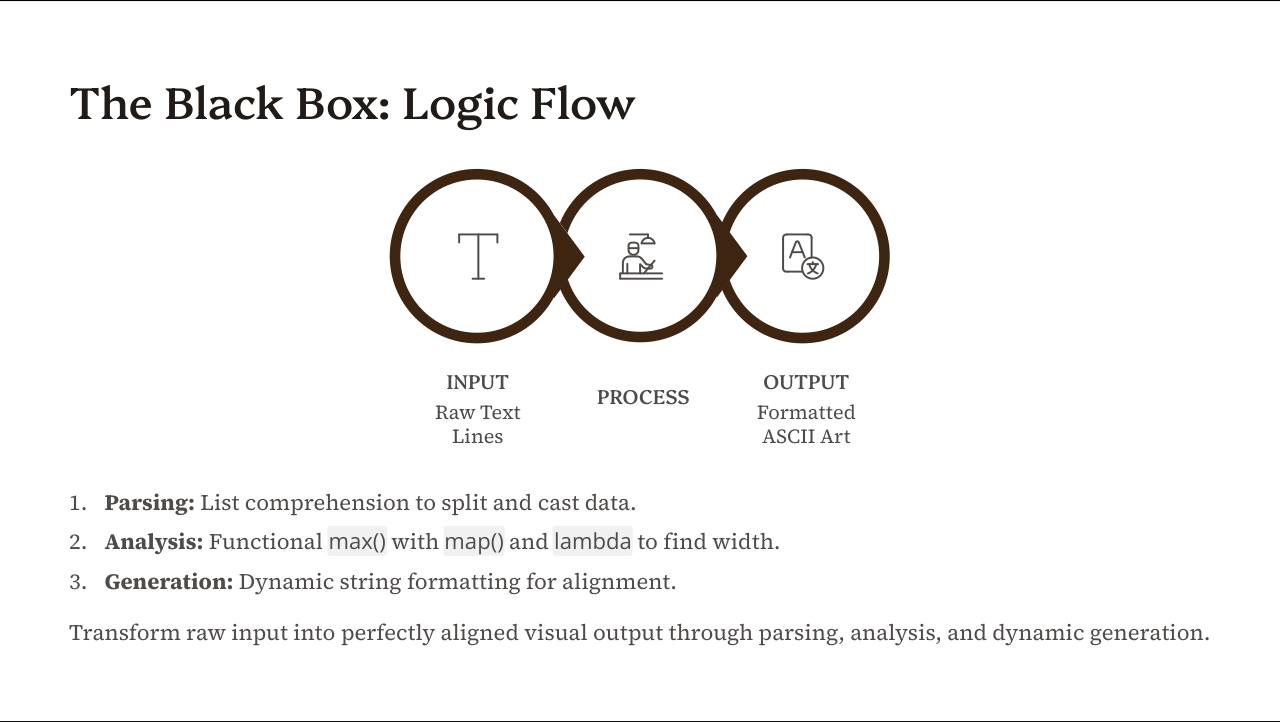 The Black Box: Logic Flow
A
文
INPUT
Raw Text
Lines
PROCESS
OUTPUT
Formatted
ASCII Art
1. Parsing: List comprehension to split and cast data.
2. Analysis: Functional max() with map() and lambda to find width.
3. Generation: Dynamic string formatting for alignment.
Transform raw input into perfectly aligned visual output through parsing, analysis, and dynamic generation.